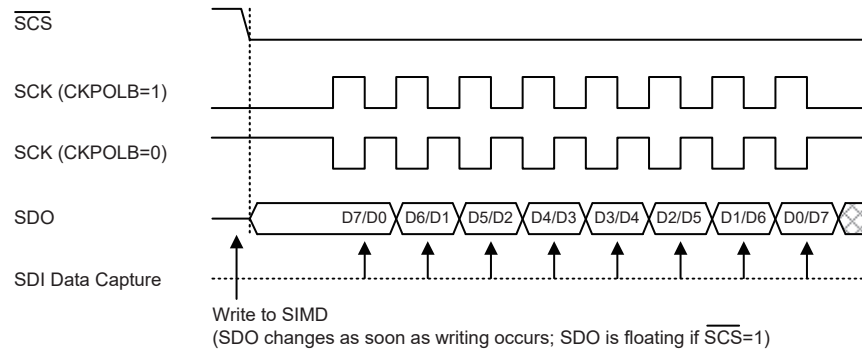 SCS
SCK (CKPOLB=1)
SCK (CKPOLB=0)
SDO
D7/D0 D6/D1 D5/D2 D4/D3 D3/D4 D2/D5 D1/D6 D0/D7
SDI Data Capture
Write to SIMD
(SDO changes as soon as writing occurs; SDO is floating if S̅C̅S̅=1)